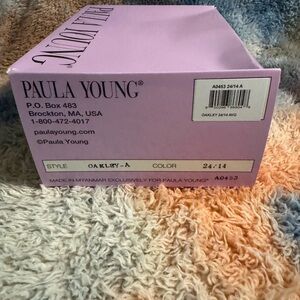 PAULA YOUNG
PAULA YOUNG®
P.O. Box 483
Brockton, MA, USA
1-800-472-4017
paulayoung.com
©Paula Young
A0453 24/14 A
OAKLEY 24/14 AVG
STYLE OAKLEY-A COLOR 24/14
MADE IN MYANMAR EXCLUSIVELY FOR PAULA YOUNG® A0453